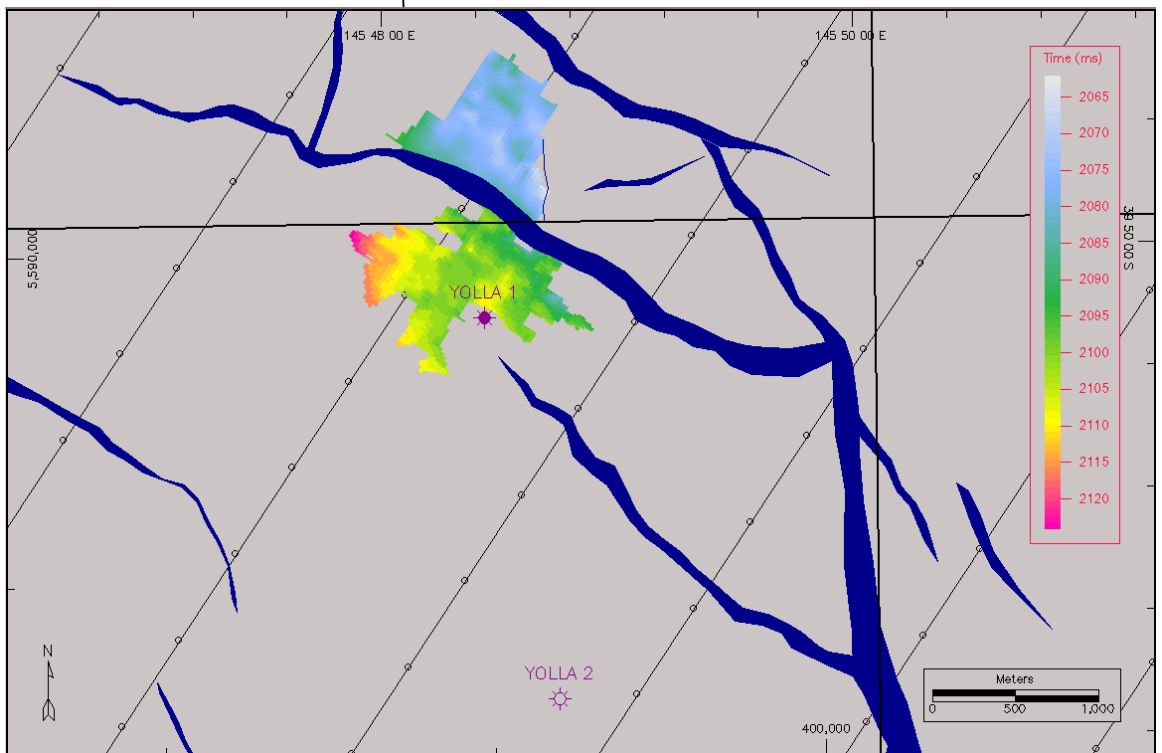 145 48 00 E
145 50 00 E
Time (ms)
2065
2070
2075
2080
2085
2090
2095
2100
2105
2110
2115
2120
39 50 00 S
5,590,000
YOLLA 1
YOLLA 2
N
Meters
0 500 1,000
400,000